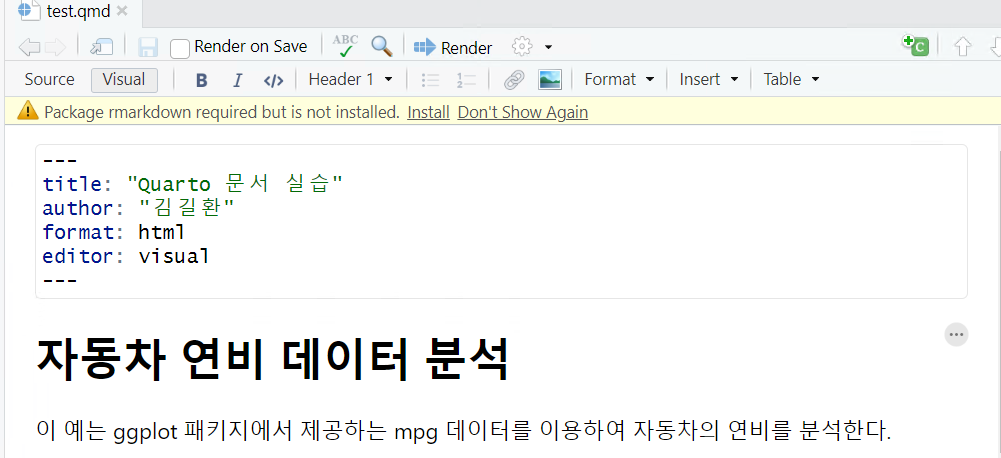 test.qmd
Render on Save ABC Render
Source Visual B I </> Header 1 Format Insert Table
Package rmarkdown required but is not installed. Install Don't Show Again
---
title: "Quarto 문서 실습"
author: "김길환"
format: html
editor: visual
---
자동차 연비 데이터 분석
이 예는 ggplot 패키지에서 제공하는 mpg 데이터를 이용하여 자동차의 연비를 분석한다.